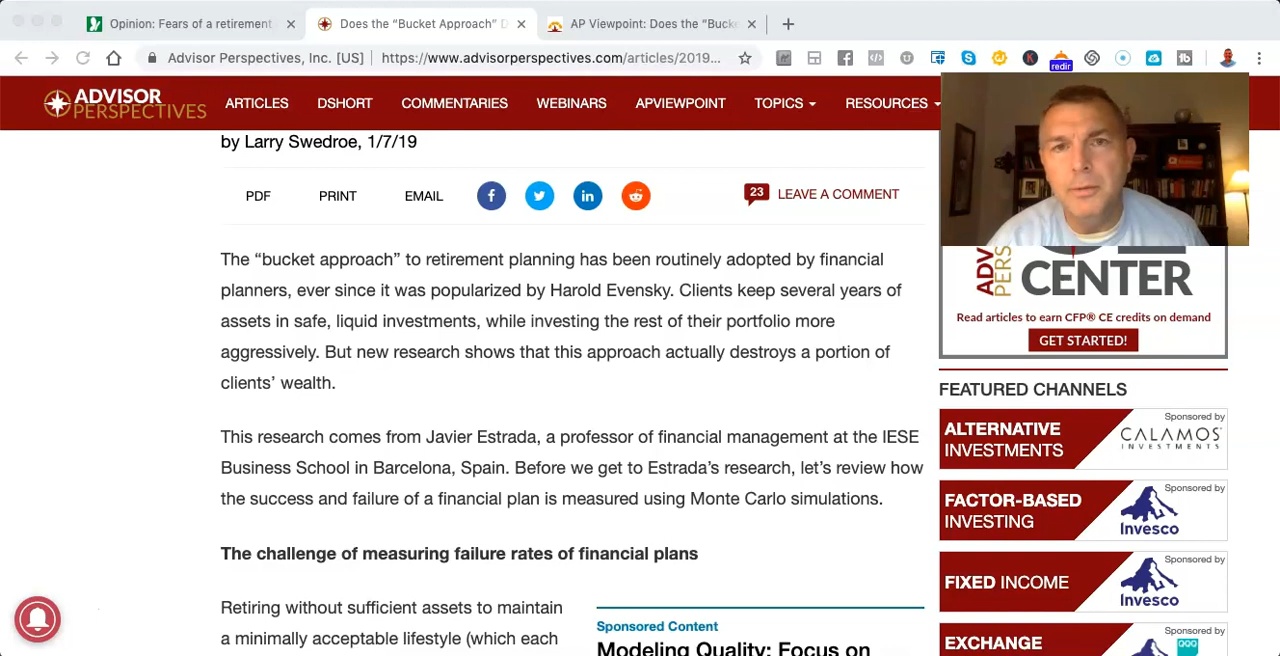 Opinion: Fears of a retirement
Does the “Bucket Approach” D
AP Viewpoint: Does the “Buck
Advisor Perspectives Inc. [US]
https://www.advisorperspectives.com/articles/2019...
redir
ADVISOR
PERSPECTIVES
ARTICLES
DSHORT
COMMENTARIES
WEBINARS
APVIEWPOINT
TOPICS
RESOURCES
by Larry Swedroe, 1/7/19
PDF
PRINT
EMAIL
23
LEAVE A COMMENT
The “bucket approach” to retirement planning has been routinely adopted by financial
planners, ever since it was popularized by Harold Evensky. Clients keep several years of
assets in safe, liquid investments, while investing the rest of their portfolio more
aggressively. But new research shows that this approach actually destroys a portion of
clients’ wealth.
This research comes from Javier Estrada, a professor of financial management at the IESE
Business School in Barcelona, Spain. Before we get to Estrada’s research, let’s review how
the success and failure of a financial plan is measured using Monte Carlo simulations.
The challenge of measuring failure rates of financial plans
Retiring without sufficient assets to maintain
a minimally acceptable lifestyle (which each
Sponsored Content
Modeling Quality: Focus on
ADV
PERS
CENTER
Read articles to earn CFP® CE credits on demand
GET STARTED!
FEATURED CHANNELS
ALTERNATIVE
INVESTMENTS
Sponsored by
CALAMOS®
INVESTMENTS
FACTOR-BASED
INVESTING
Sponsored by
Invesco
FIXED INCOME
Sponsored by
Invesco
EXCHANGE
Sponsored by
QQQ